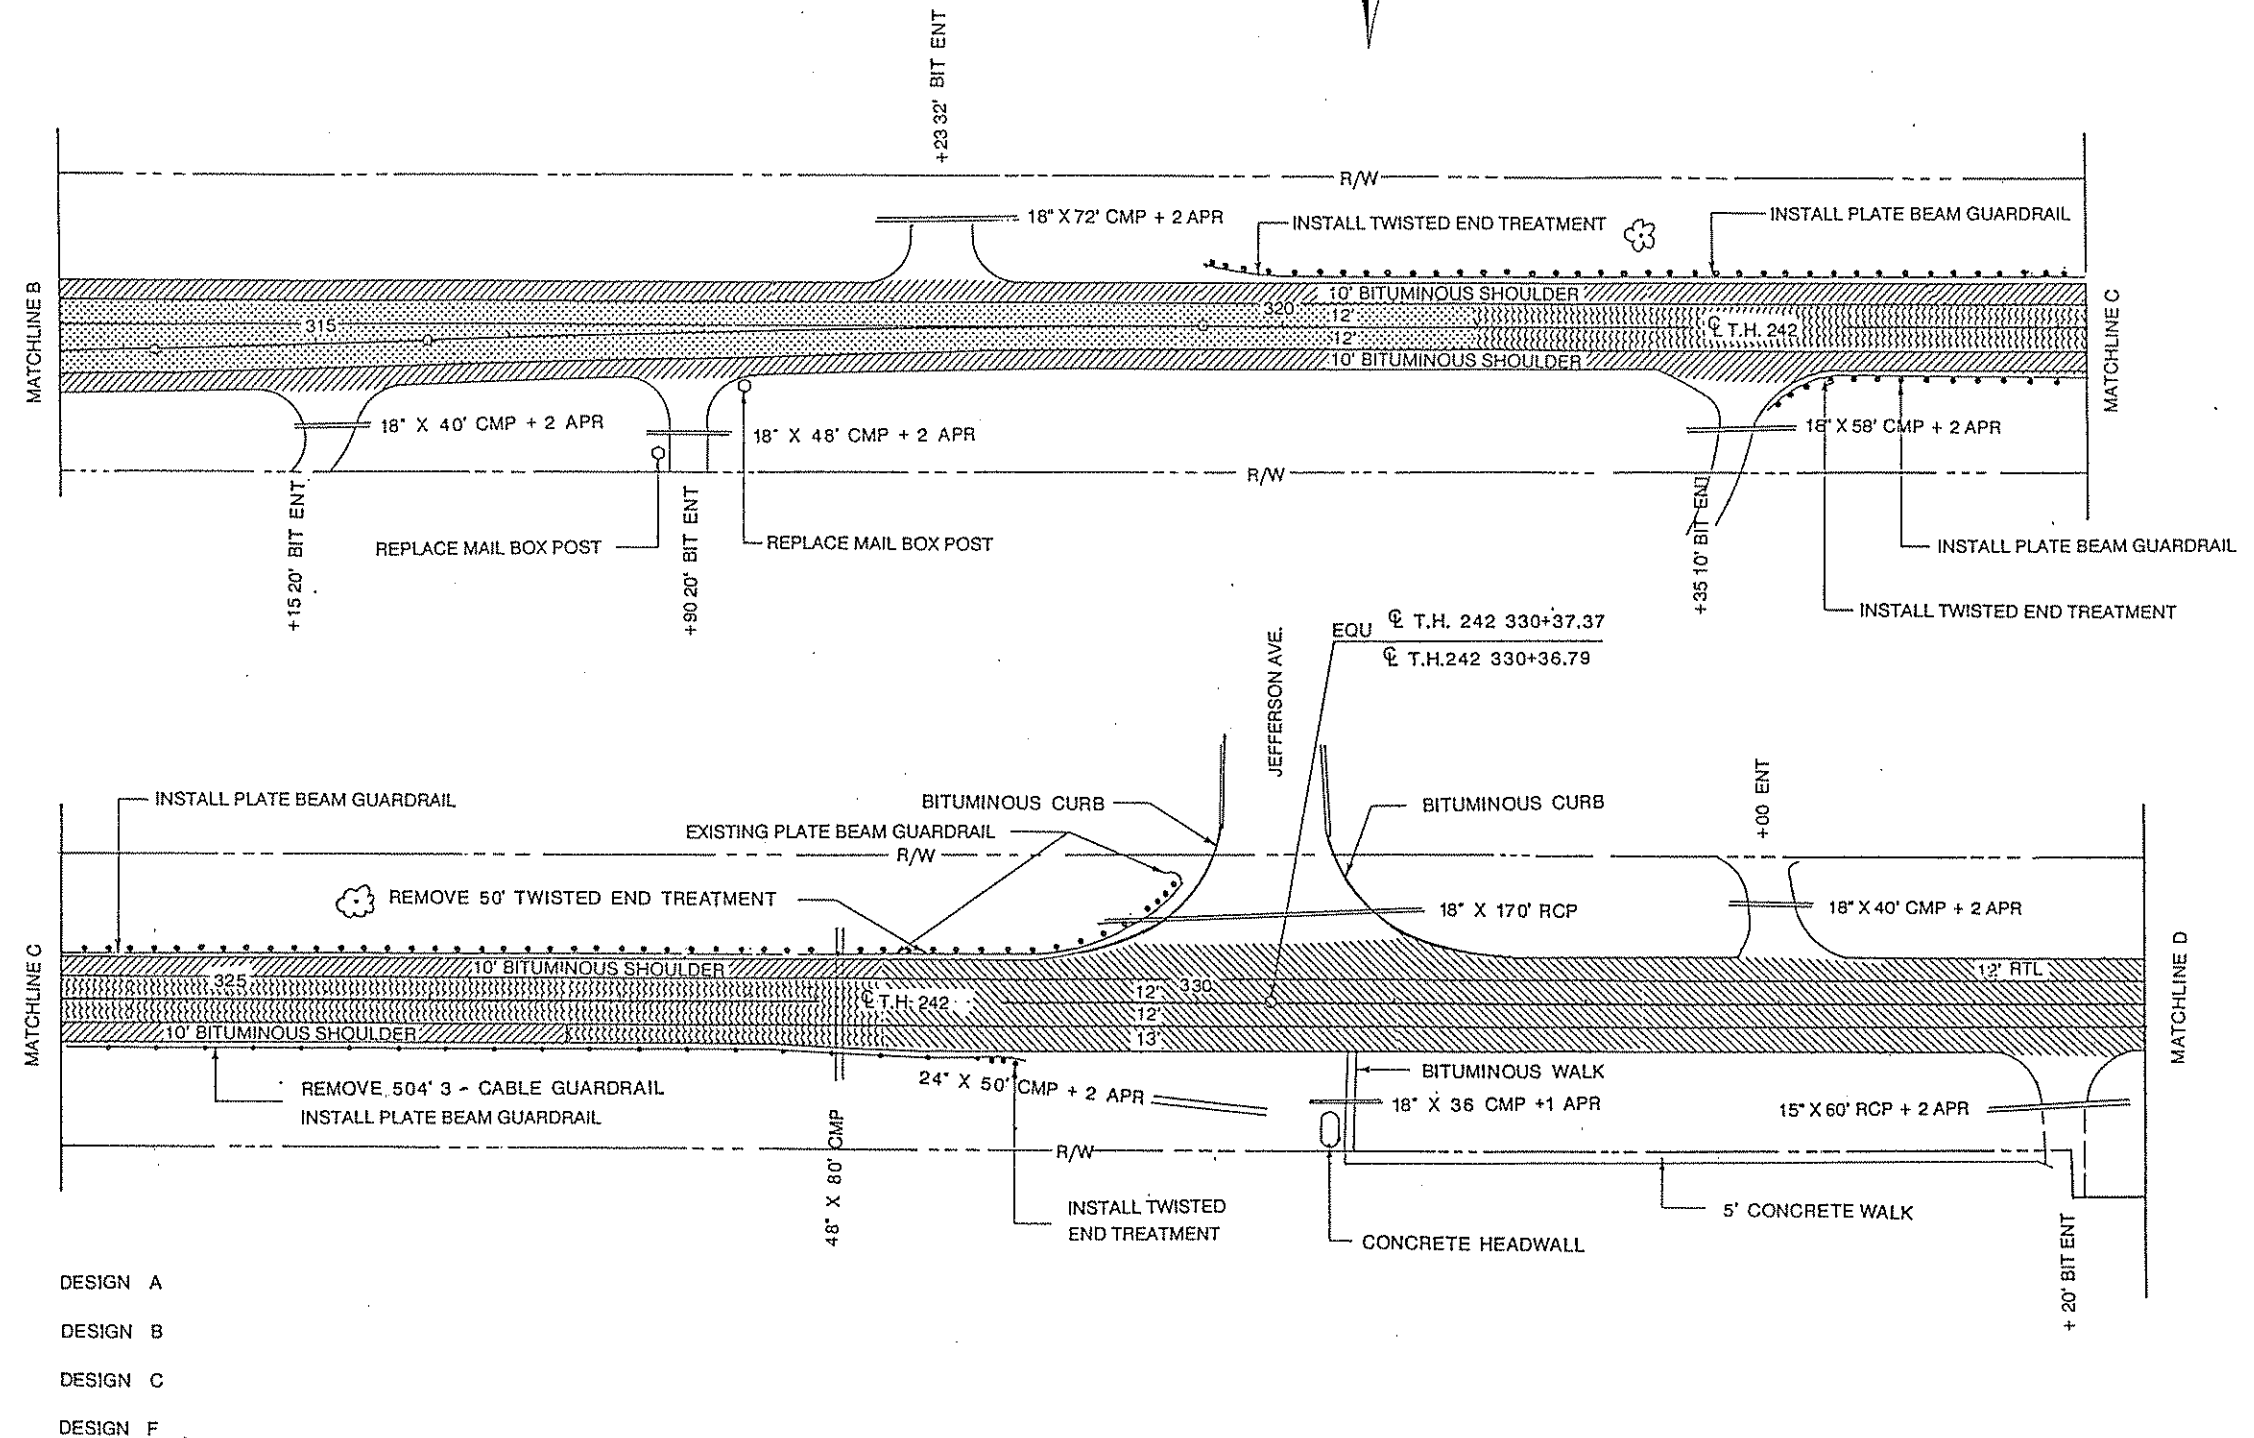 +23 32' BIT ENT
R/W
18" X 72' CMP + 2 APR
INSTALL TWISTED END TREATMENT
INSTALL PLATE BEAM GUARDRAIL
MATCHLINE B
10' BITUMINOUS SHOULDER
320
12'
315
℄ T.H. 242
12'
10' BITUMINOUS SHOULDER
MATCHLINE C
18" X 40' CMP + 2 APR
18" X 48' CMP + 2 APR
18" X 58' CMP + 2 APR
R/W
+15 20' BIT ENT
REPLACE MAIL BOX POST
+90 20' BIT ENT
REPLACE MAIL BOX POST
+35 10' BIT END
INSTALL PLATE BEAM GUARDRAIL
INSTALL TWISTED END TREATMENT
EQU
℄ T.H. 242 330+37.37
℄ T.H.242 330+36.79
JEFFERSON AVE.
+00 ENT
INSTALL PLATE BEAM GUARDRAIL
BITUMINOUS CURB
BITUMINOUS CURB
EXISTING PLATE BEAM GUARDRAIL
R/W
REMOVE 50' TWISTED END TREATMENT
18" X 170' RCP
18" X 40' CMP + 2 APR
MATCHLINE C
10' BITUMINOUS SHOULDER
12' RTL
325
330
12'
℄ T.H. 242
12'
10' BITUMINOUS SHOULDER
13'
MATCHLINE D
REMOVE 504' 3 - CABLE GUARDRAIL
INSTALL PLATE BEAM GUARDRAIL
24" X 50' CMP + 2 APR
BITUMINOUS WALK
18" X 36 CMP +1 APR
15" X 60' RCP + 2 APR
48" X 80' CMP
R/W
INSTALL TWISTED
END TREATMENT
5' CONCRETE WALK
CONCRETE HEADWALL
+ 20' BIT ENT
DESIGN A
DESIGN B
DESIGN C
DESIGN F